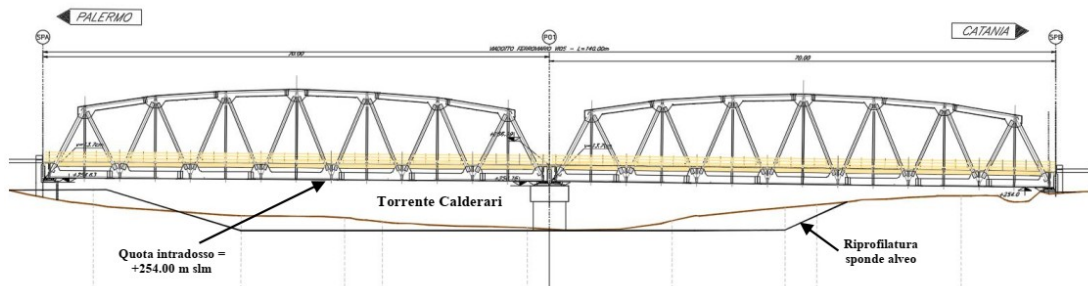 PALERMO
CATANIA
SPA
P01
SPB
VIADOTTO FERROVIARIO VI05 - L=140.00m
70.00
70.00
Torrente Calderari
Quota intradosso =
+254.00 m slm
Riprofilatura
sponde alveo